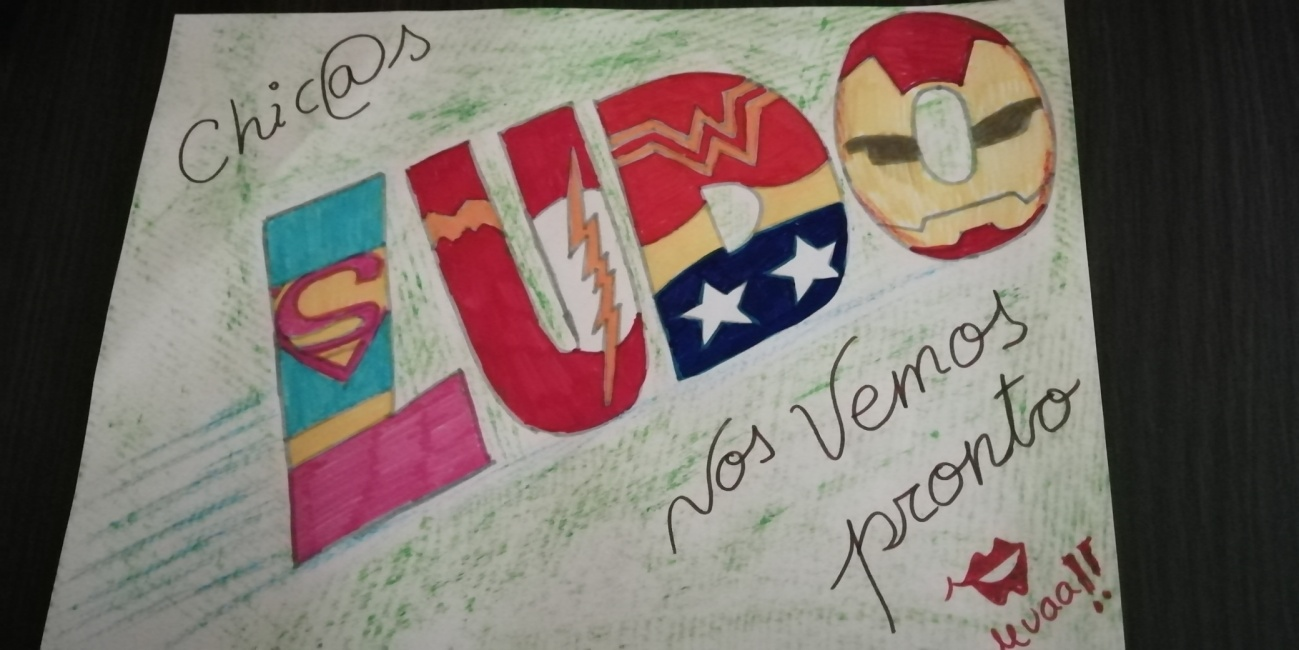 Chic@s
LUDO
Nos Vemos
pronto
Muaa!!